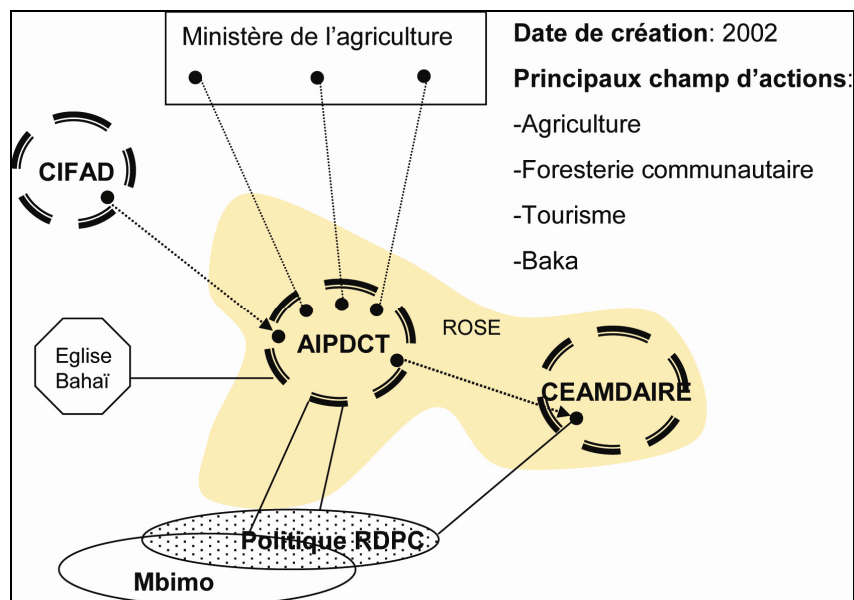 Ministère de l'agriculture
Date de création: 2002
Principaux champ d'actions:
-Agriculture
-Foresterie communautaire
-Tourisme
-Baka
CIFAD
AIPDCT
ROSE
Eglise
Bahaï
CEAMDAIRE
Politique RDPC
Mbimo